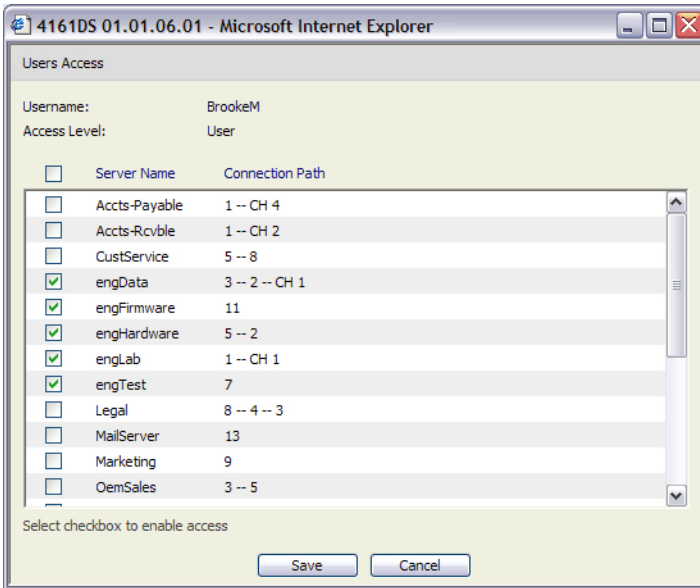 4161DS 01.01.06.01 - Microsoft Internet Explorer
Users Access
Username: BrookeM
Access Level: User
Server Name Connection Path
Accts-Payable 1 -- CH 4
Accts-Rcvble 1 -- CH 2
CustService 5 -- 8
engData 3 -- 2 -- CH 1
engFirmware 11
engHardware 5 -- 2
engLab 1 -- CH 1
engTest 7
Legal 8 -- 4 -- 3
MailServer 13
Marketing 9
OemSales 3 -- 5
Select checkbox to enable access
Save Cancel